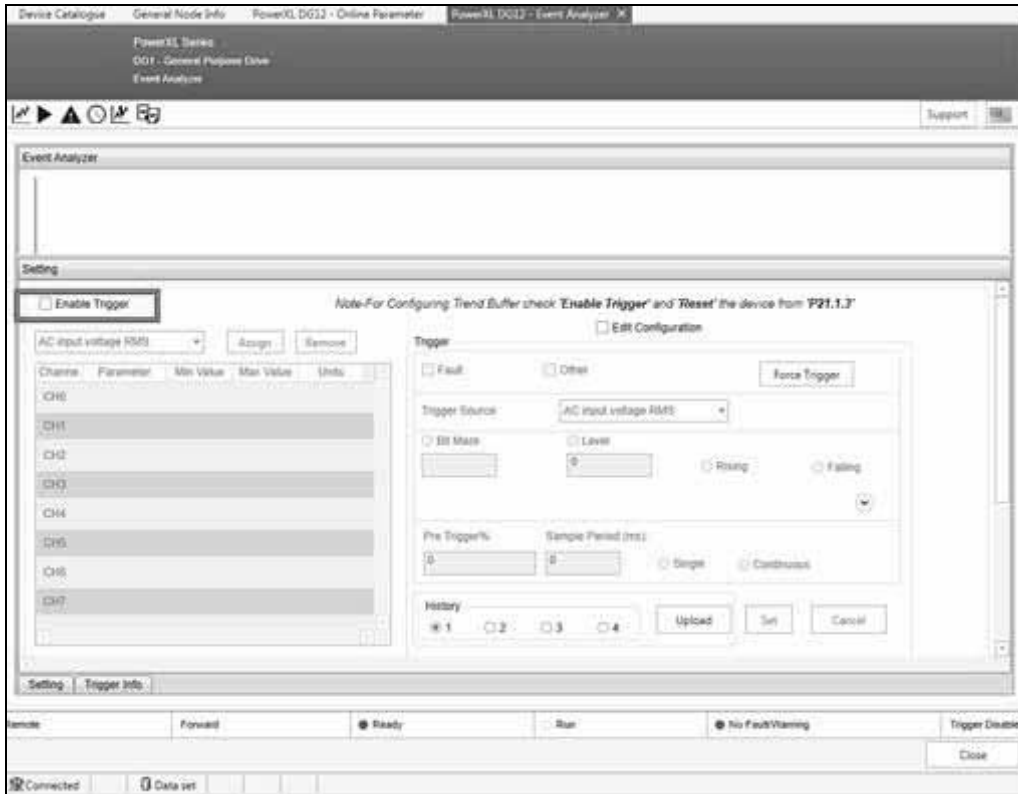 Device Catalogue General Node Info PowerXL DG12 - Online Parameter PowerXL DG12 - Event Analyzer X
PowerXL Series
DG1 - General Purpose Drive
Event Analyzer
Support
Event Analyzer
Setting
Enable Trigger
Note-For Configuring Trend Buffer check 'Enable Trigger' and 'Reset' the device from 'P21.1.3'
Edit Configuration
AC input voltage RMS Assign Remove
Trigger
Channe Parameter Min Value Max Value Units
Fault Other Force Trigger
CH0
Trigger Source AC input voltage RMS
CH1
Bit Maze Level
CH2
0 Rising Falling
CH3
CH4
CH5
Pre Trigger% Sample Period (ms)
0 0 Single Continuous
CH6
CH7
History
1 2 3 4 Upload Set Cancel
Setting Trigger Info
Remote Forward Ready Run No Fault/Warning Trigger Disable
Close
Connected Data set